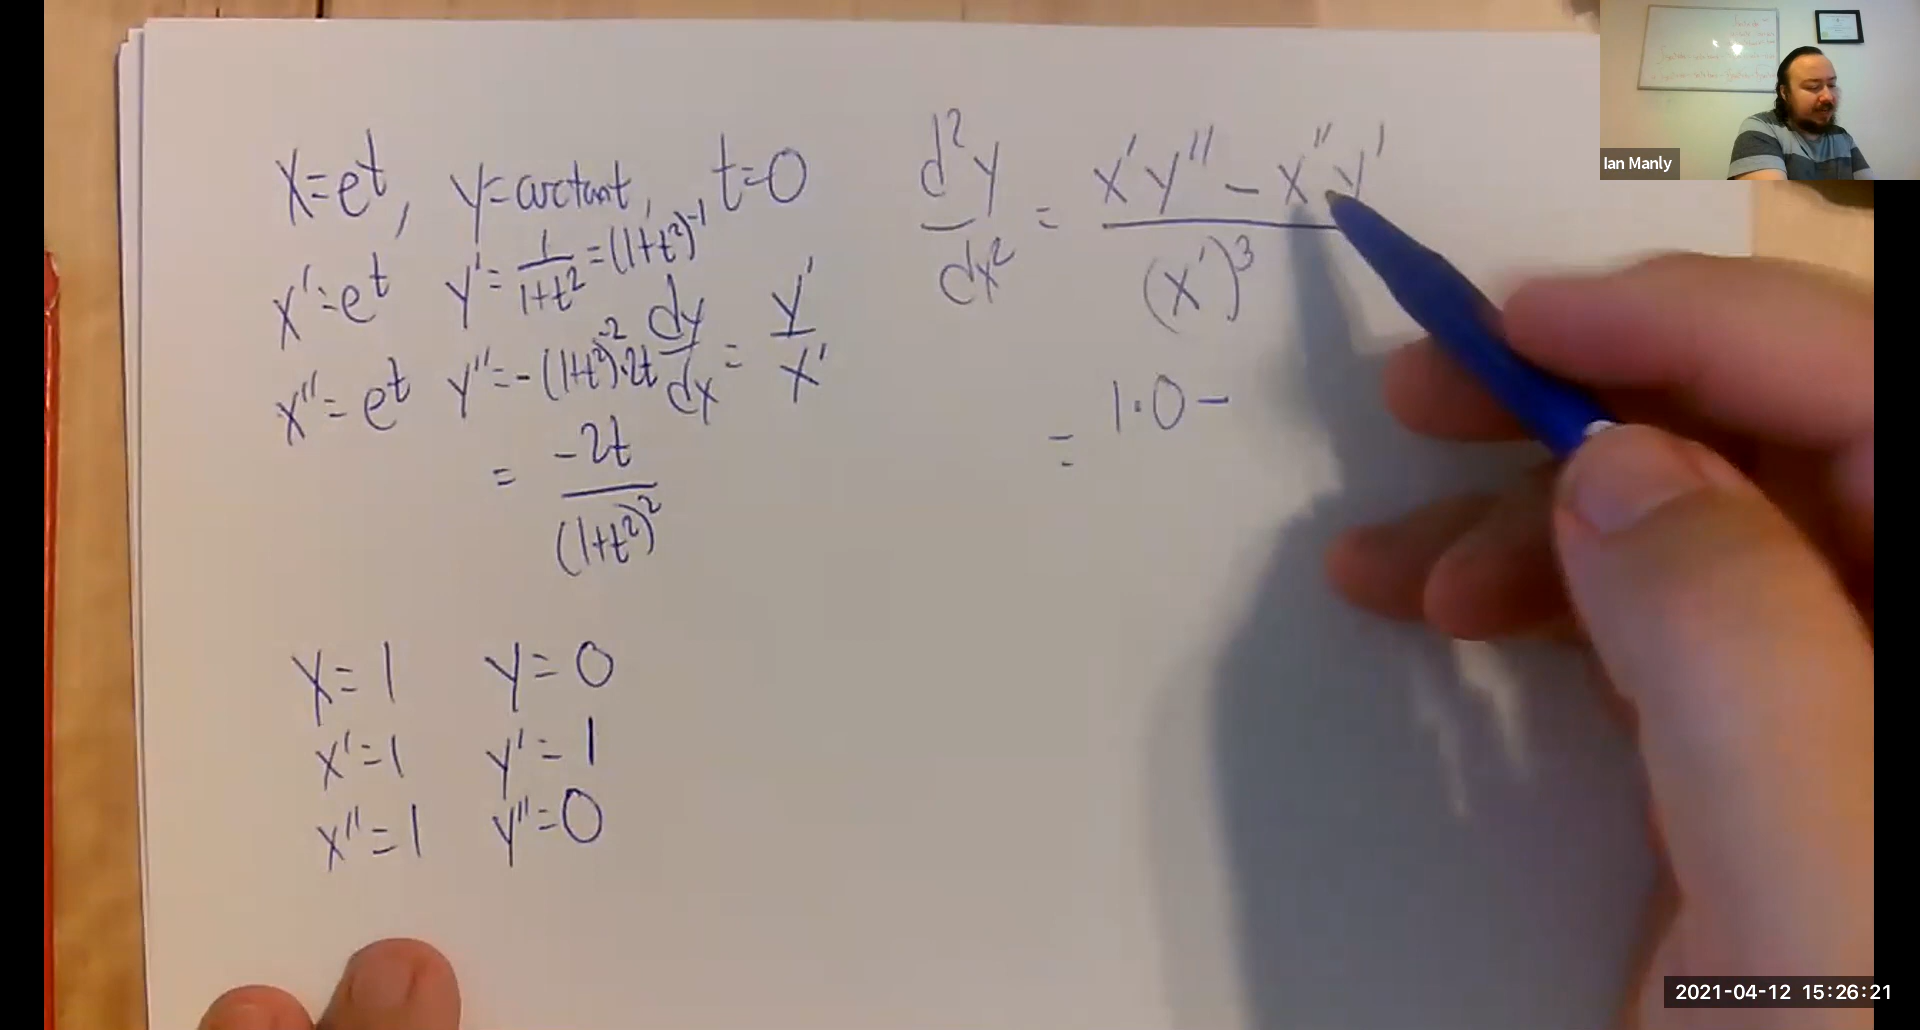 x=e^t, y=arctant, t=0
x'=e^t y'=1/(1+t^2)=(1+t^2)^-1
x''=e^t y''=-(1+t^2)^-2·2t
=-2t/(1+t^2)^2
dy/dx=y'/x'
x=1 y=0
x'=1 y'=1
x''=1 y''=0
d^2y/dx^2=(x'y''-x''y')/(x')^3
=1·0-
Ian Manly
2021-04-12 15:26:21